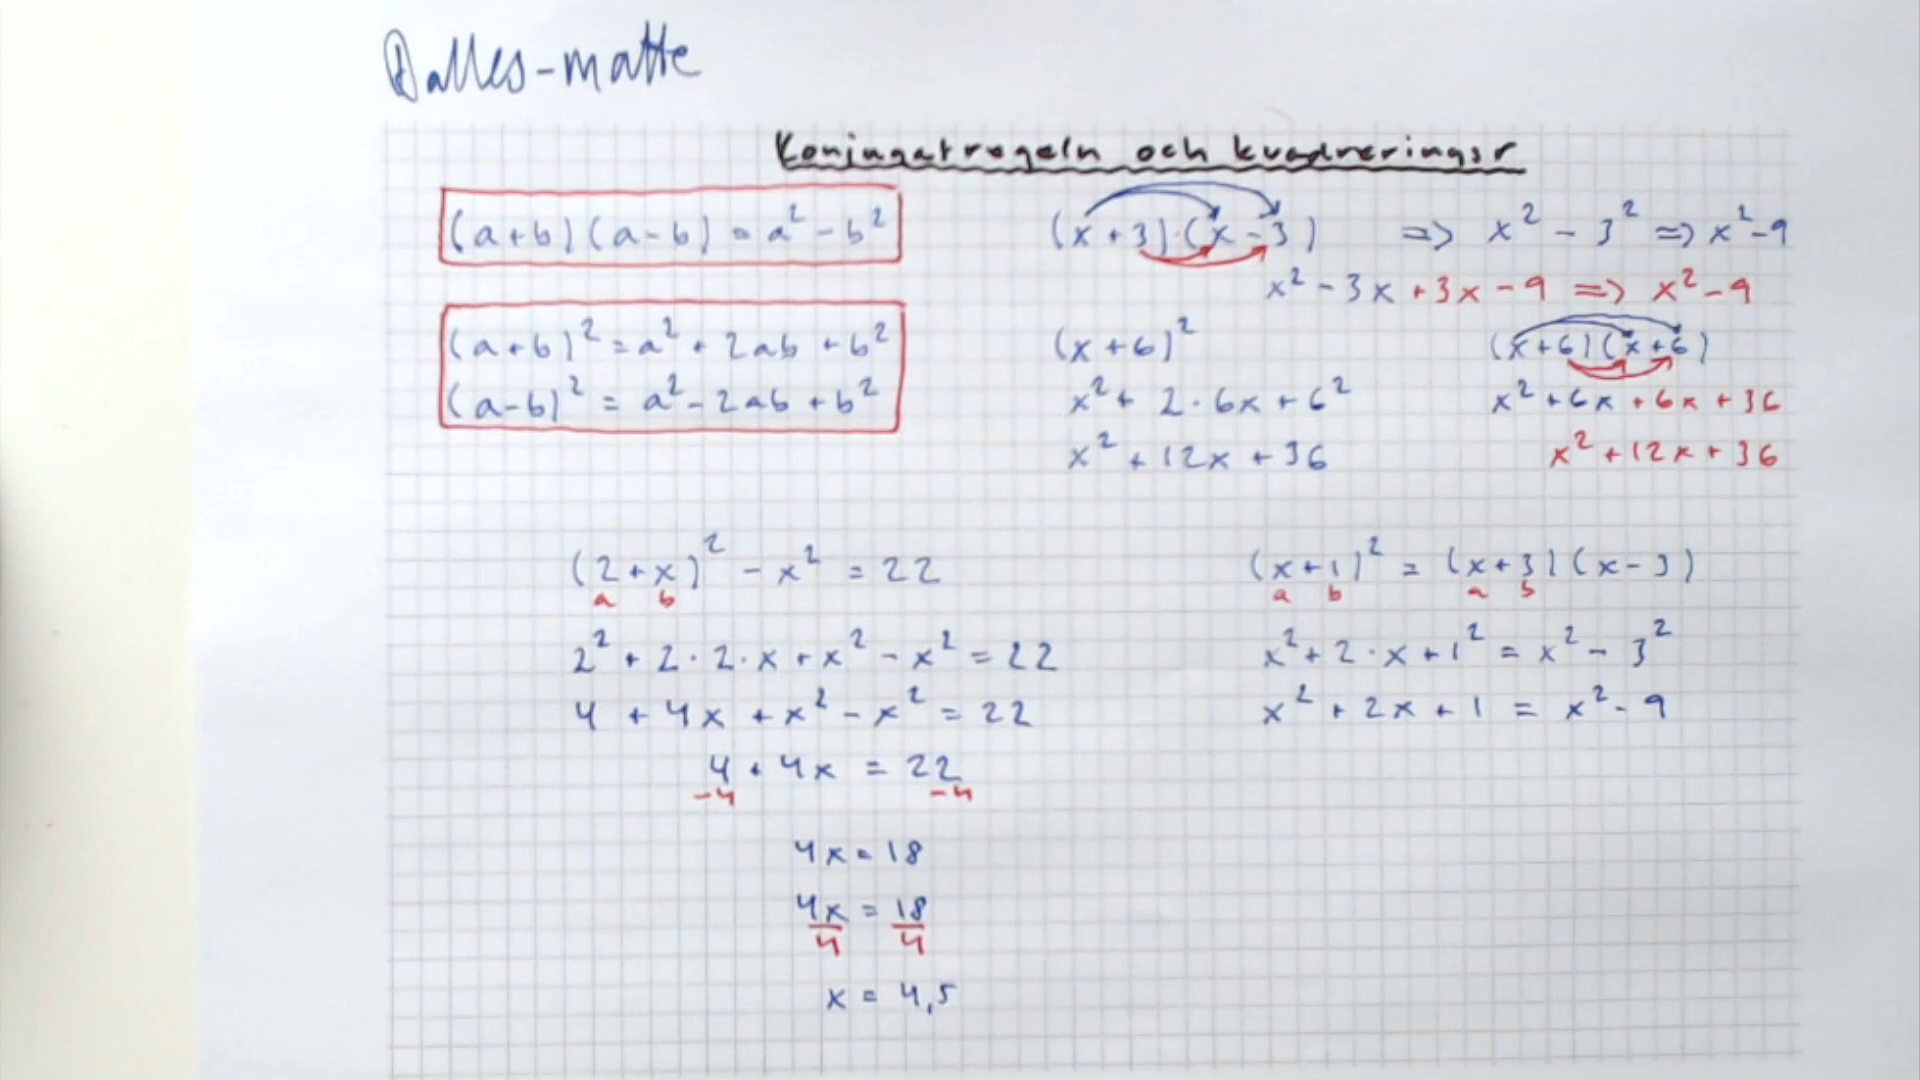 Dalles-matte
Konjugatregeln och kvadreringsr
(a+b)(a-b) = a² - b²
(x+3)·(x-3) => x² - 3² => x²-9
x² - 3x + 3x - 9 => x² - 9
(a+b)² = a² + 2ab + b²
(a-b)² = a² - 2ab + b²
(x+6)²
x² + 2·6x + 6²
x² + 12x + 36
(x+6)(x+6)
x² + 6x + 6x + 36
x² + 12x + 36
(2+x)² - x² = 22
a b
2² + 2·2·x + x² - x² = 22
4 + 4x + x² - x² = 22
4 + 4x = 22
-4 -4
4x = 18
4x/4 = 18/4
x = 4,5
(x+1)² = (x+3)(x-3)
a b a b
x² + 2·x + 1² = x² - 3²
x² + 2x + 1 = x² - 9